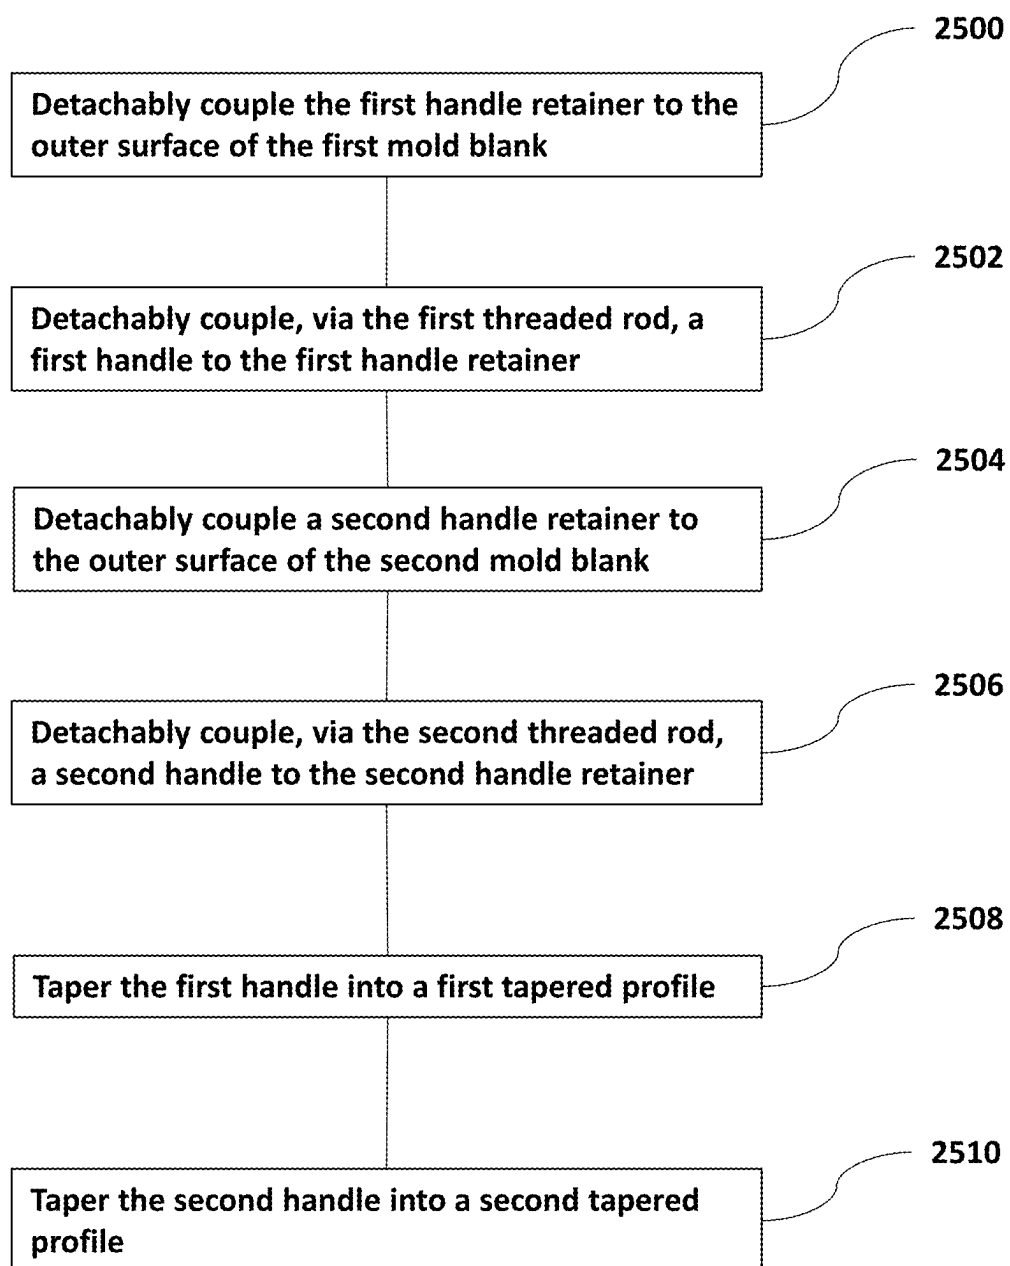 2500
Detachably couple the first handle retainer to the
outer surface of the first mold blank
2502
Detachably couple, via the first threaded rod, a
first handle to the first handle retainer
2504
Detachably couple a second handle retainer to
the outer surface of the second mold blank
2506
Detachably couple, via the second threaded rod,
a second handle to the second handle retainer
2508
Taper the first handle into a first tapered profile
2510
Taper the second handle into a second tapered
profile